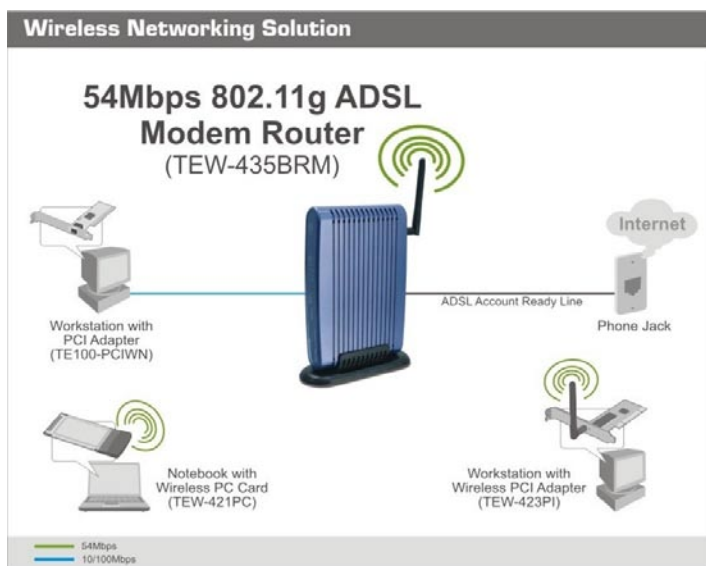 Wireless Networking Solution
54Mbps 802.11g ADSL
Modem Router
(TEW-435BRM)
Internet
ADSL Account Ready Line
Phone Jack
Workstation with
PCI Adapter
(TE100-PCIWN)
Notebook with
Wireless PC Card
(TEW-421PC)
Workstation with
Wireless PCI Adapter
(TEW-423PI)
54Mbps
10/100Mbps